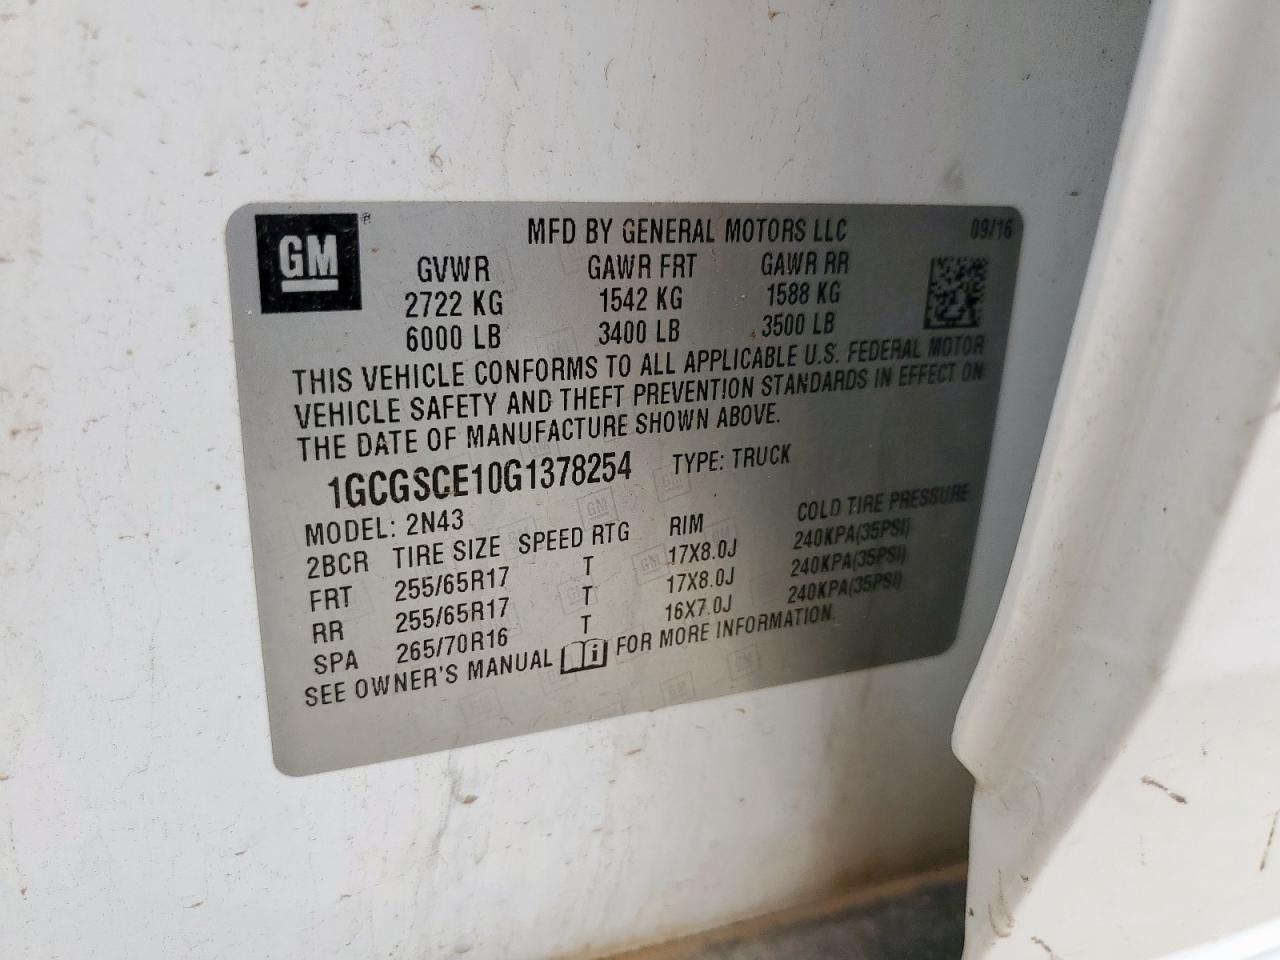 GM ®
MFD BY GENERAL MOTORS LLC 09/16
GVWR GAWR FRT GAWR RR
2722 KG 1542 KG 1588 KG
6000 LB 3400 LB 3500 LB
THIS VEHICLE CONFORMS TO ALL APPLICABLE U.S. FEDERAL MOTOR
VEHICLE SAFETY AND THEFT PREVENTION STANDARDS IN EFFECT ON
THE DATE OF MANUFACTURE SHOWN ABOVE.
1GCGSCE10G1378254 TYPE: TRUCK
MODEL: 2N43
2BCR TIRE SIZE SPEED RTG RIM COLD TIRE PRESSURE
FRT 255/65R17 T 17X8.0J 240KPA(35PSI)
RR 255/65R17 T 17X8.0J 240KPA(35PSI)
SPA 265/70R16 T 16X7.0J 240KPA(35PSI)
SEE OWNER'S MANUAL i FOR MORE INFORMATION.